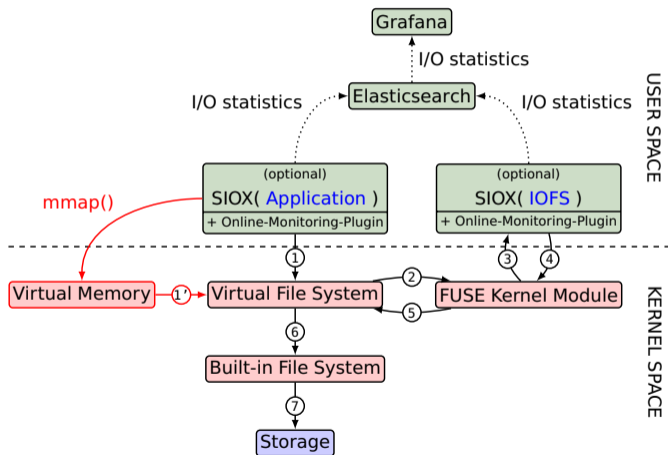 Grafana
I/O statistics
Elasticsearch
I/O statistics
I/O statistics
USER SPACE
(optional)
SIOX( Application )
+ Online-Monitoring-Plugin
(optional)
SIOX( IOFS )
+ Online-Monitoring-Plugin
mmap()
1
3
4
Virtual Memory
1'
Virtual File System
2
5
FUSE Kernel Module
KERNEL SPACE
6
Built-in File System
7
Storage